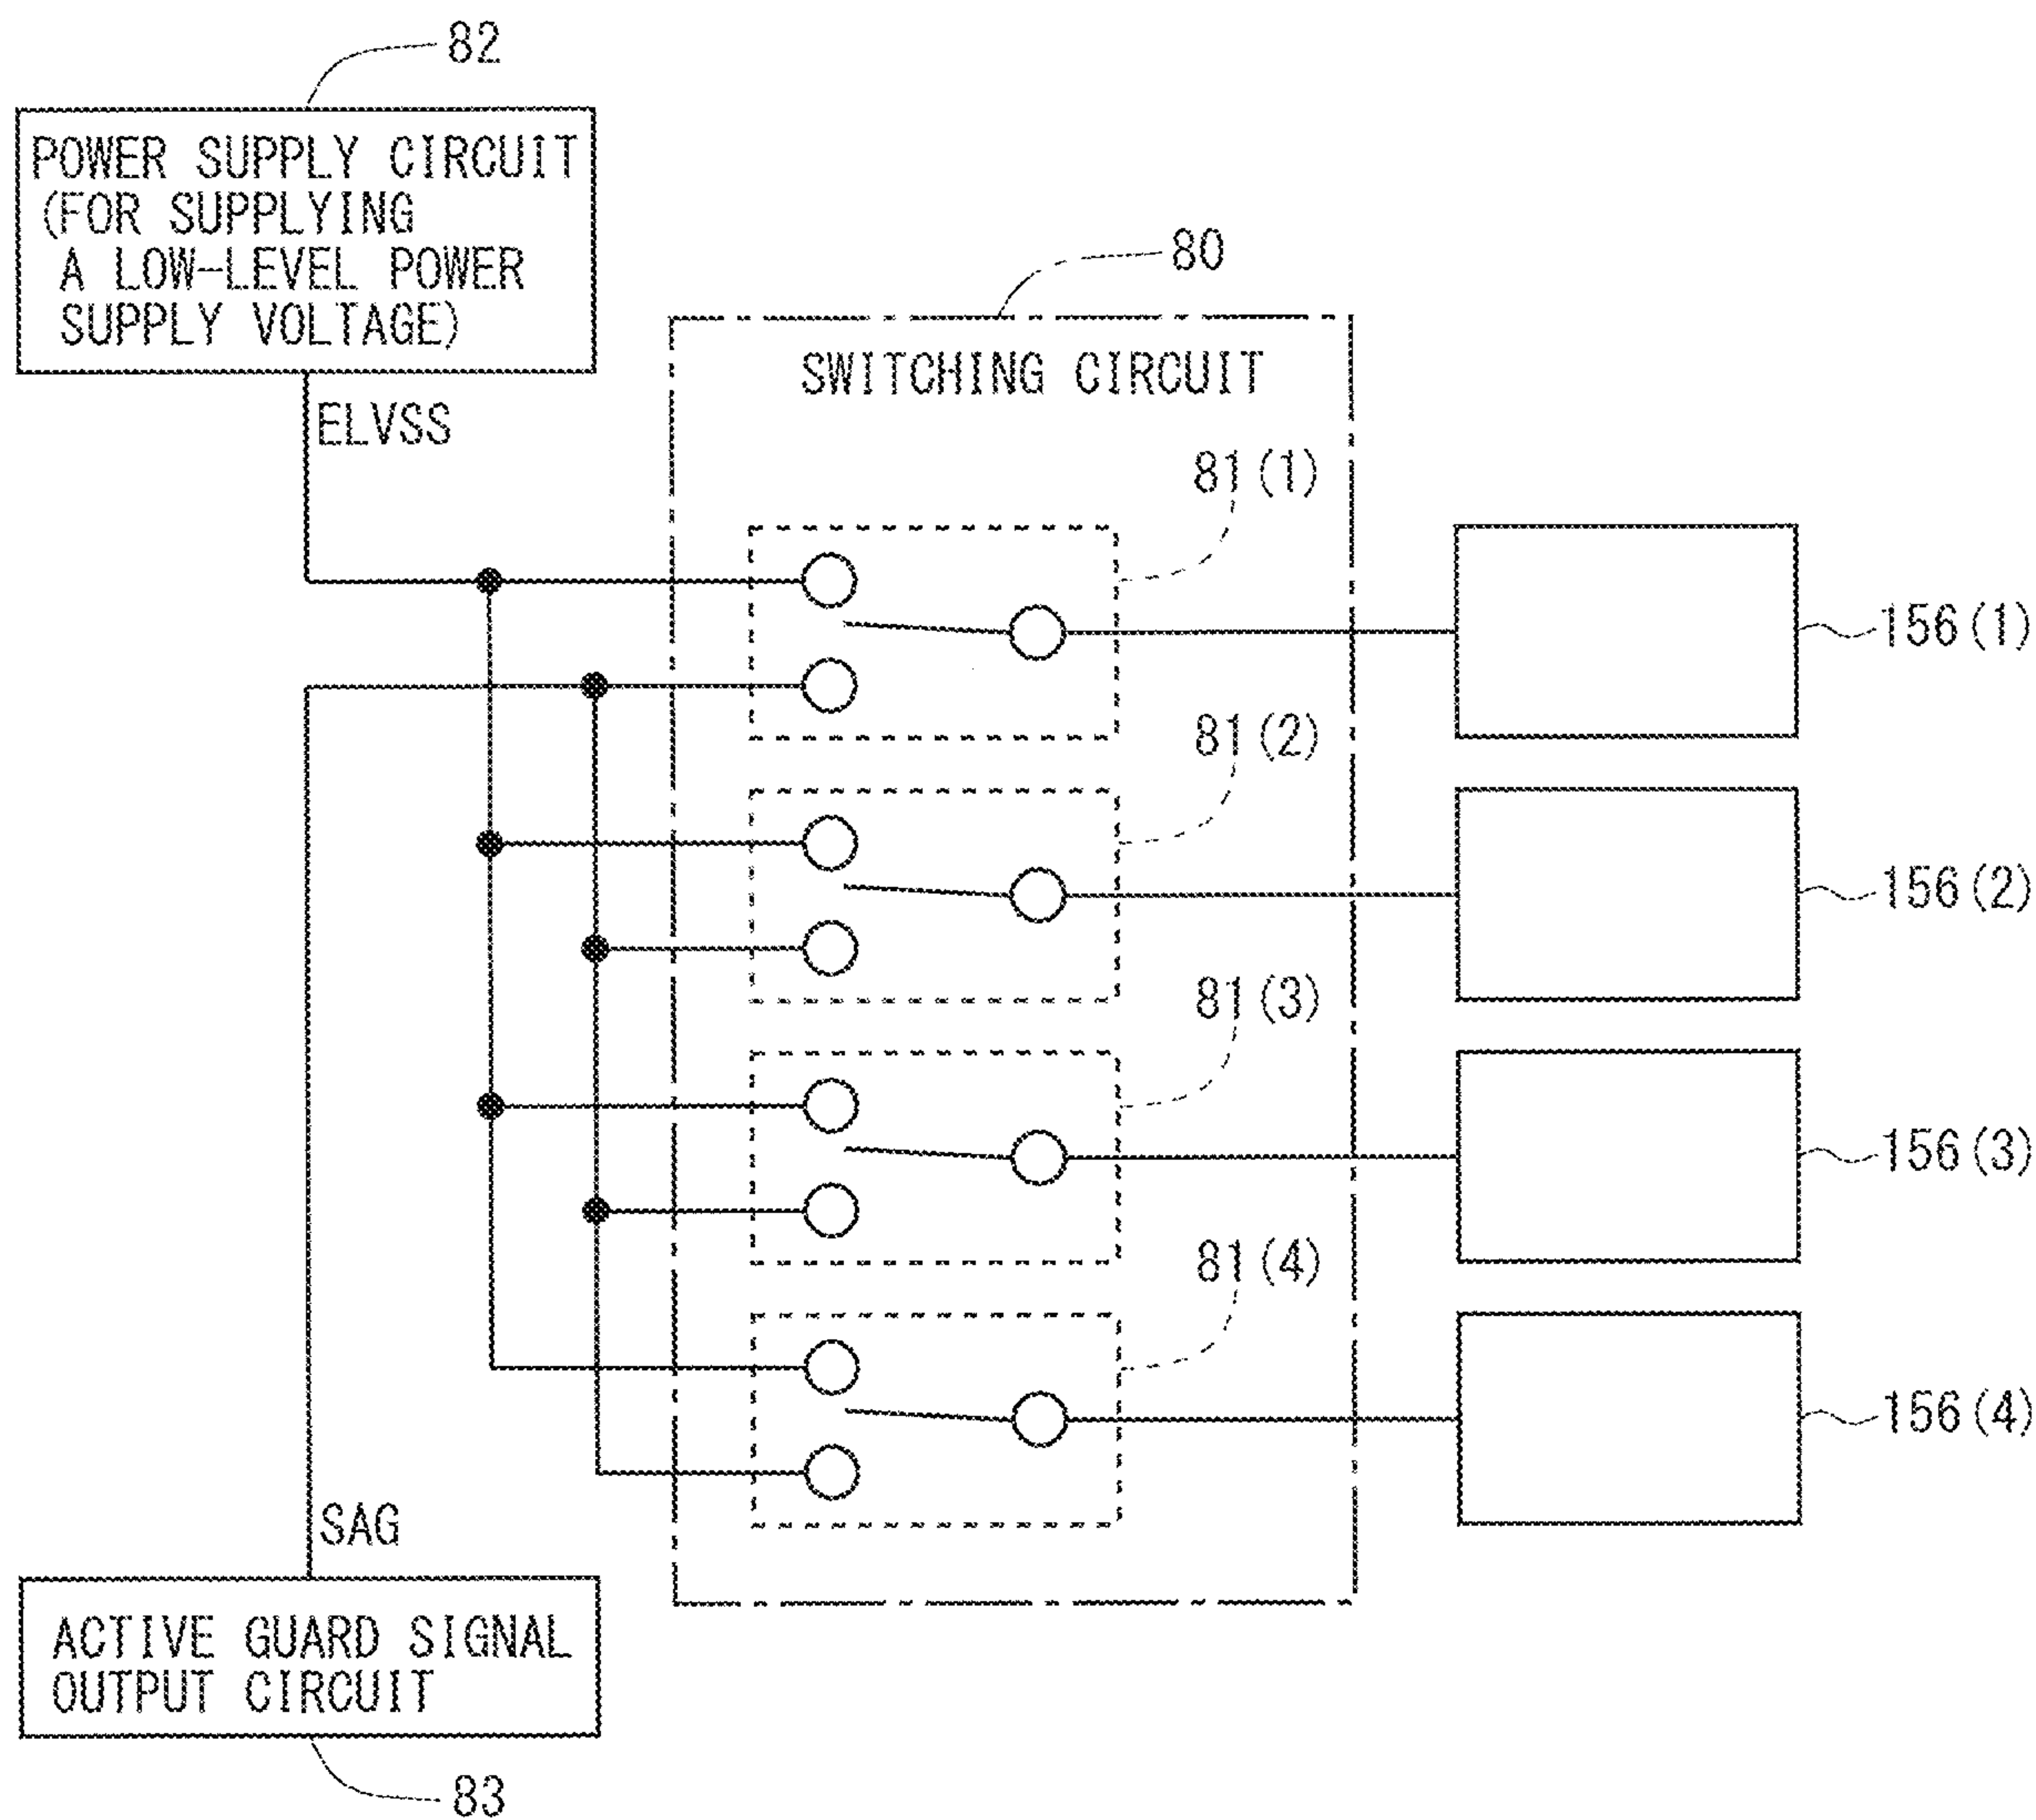 82
POWER SUPPLY CIRCUIT
(FOR SUPPLYING
A LOW-LEVEL POWER
SUPPLY VOLTAGE)
ELVSS
80
SWITCHING CIRCUIT
81(1)
156(1)
81(2)
156(2)
81(3)
156(3)
81(4)
156(4)
SAG
ACTIVE GUARD SIGNAL
OUTPUT CIRCUIT
83